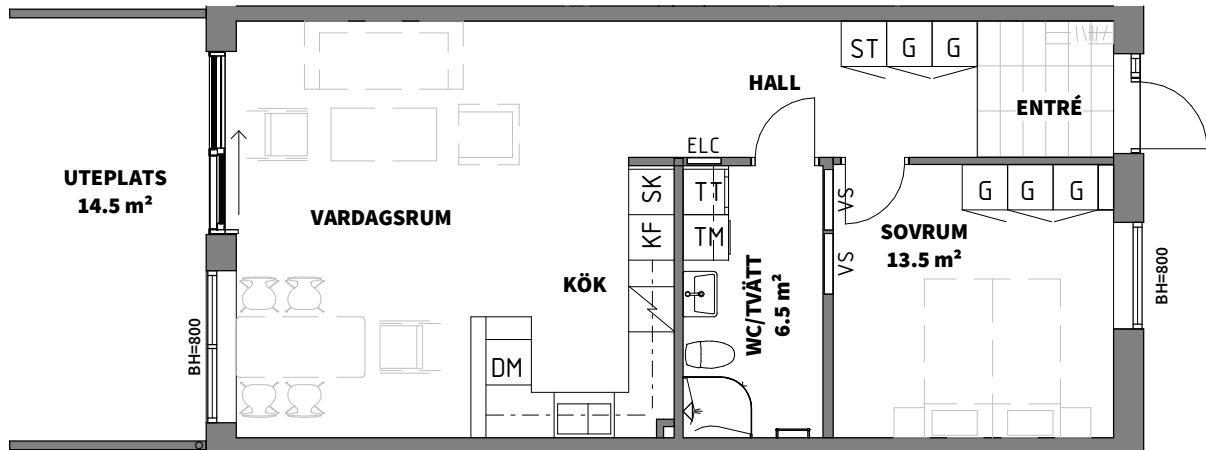 ST G G
HALL
ENTRÉ
ELC
UTEPLATS
14.5 m²
VARDAGSRUM
SK
KF
KÖK
DM
TT
TM
WC/TVÄTT
6.5 m²
VS
VS
G G G
SOVRUM
13.5 m²
BH=800
BH=800